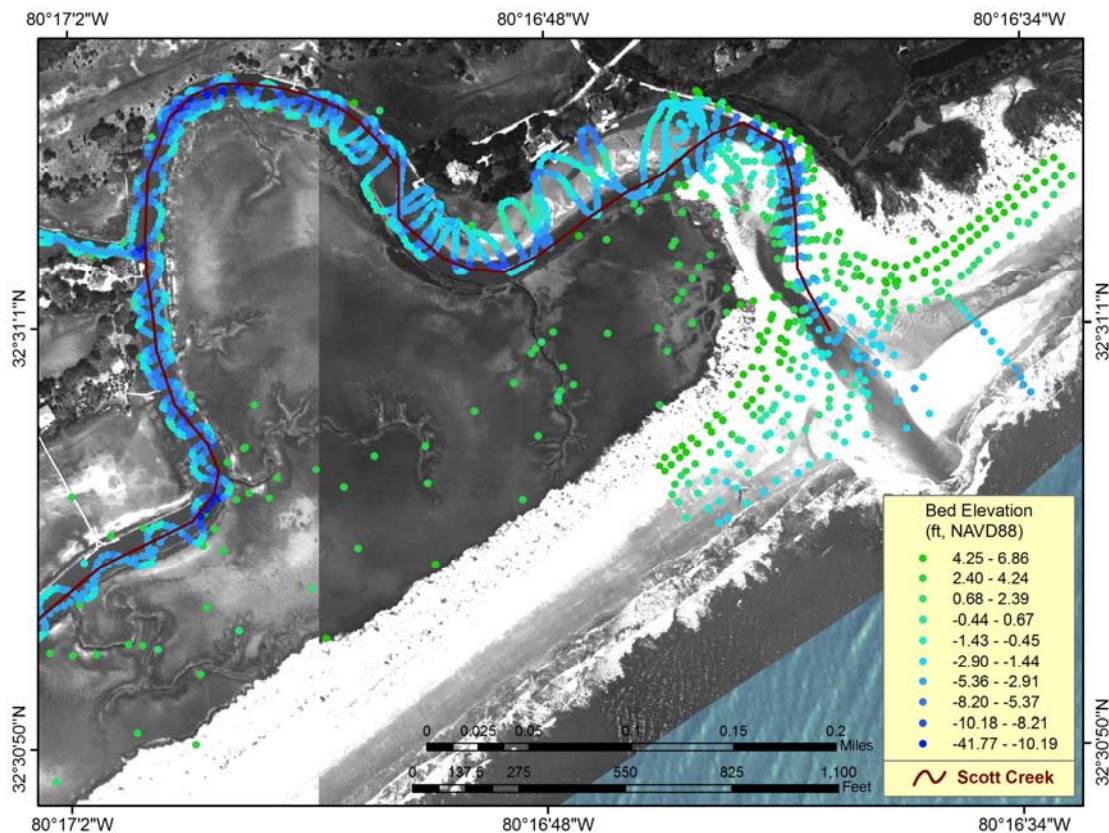 80°17'2"W 80°16'48"W 80°16'34"W
32°31'1"N 32°31'1"N
32°30'50"N 32°30'50"N
Bed Elevation
(ft, NAVD88)
4.25 - 6.86
2.40 - 4.24
0.68 - 2.39
-0.44 - 0.67
-1.43 - -0.45
-2.90 - -1.44
-5.36 - -2.91
-8.20 - -5.37
-10.18 - -8.21
-41.77 - -10.19
Scott Creek
0 0.025 0.05 0.1 0.15 0.2
Miles
0 137.5 275 550 825 1,100
Feet
80°17'2"W 80°16'48"W 80°16'34"W